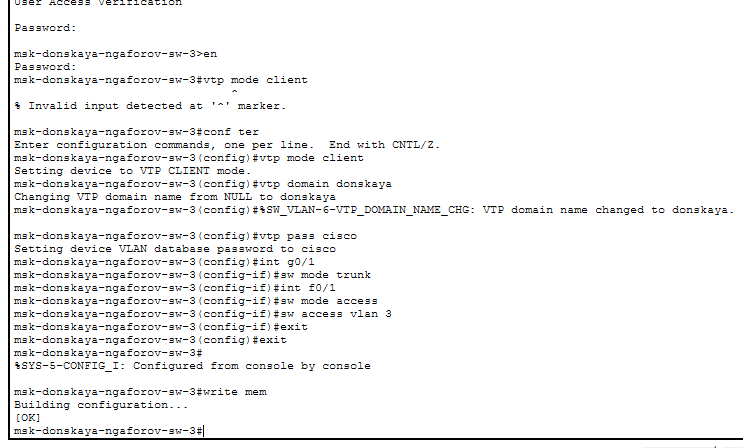 User Access Verification
Password:
msk-donskaya-ngaforov-sw-3>en
Password:
msk-donskaya-ngaforov-sw-3#vtp mode client
^
% Invalid input detected at '^' marker.
msk-donskaya-ngaforov-sw-3#conf ter
Enter configuration commands, one per line.  End with CNTL/Z.
msk-donskaya-ngaforov-sw-3(config)#vtp mode client
Setting device to VTP CLIENT mode.
msk-donskaya-ngaforov-sw-3(config)#vtp domain donskaya
Changing VTP domain name from NULL to donskaya
msk-donskaya-ngaforov-sw-3(config)#%SW_VLAN-6-VTP_DOMAIN_NAME_CHG: VTP domain name changed to donskaya.
msk-donskaya-ngaforov-sw-3(config)#vtp pass cisco
Setting device VLAN database password to cisco
msk-donskaya-ngaforov-sw-3(config)#int g0/1
msk-donskaya-ngaforov-sw-3(config-if)#sw mode trunk
msk-donskaya-ngaforov-sw-3(config-if)#int f0/1
msk-donskaya-ngaforov-sw-3(config-if)#sw mode access
msk-donskaya-ngaforov-sw-3(config-if)#sw access vlan 3
msk-donskaya-ngaforov-sw-3(config-if)#exit
msk-donskaya-ngaforov-sw-3(config)#exit
msk-donskaya-ngaforov-sw-3#
%SYS-5-CONFIG_I: Configured from console by console
msk-donskaya-ngaforov-sw-3#write mem
Building configuration...
[OK]
msk-donskaya-ngaforov-sw-3#